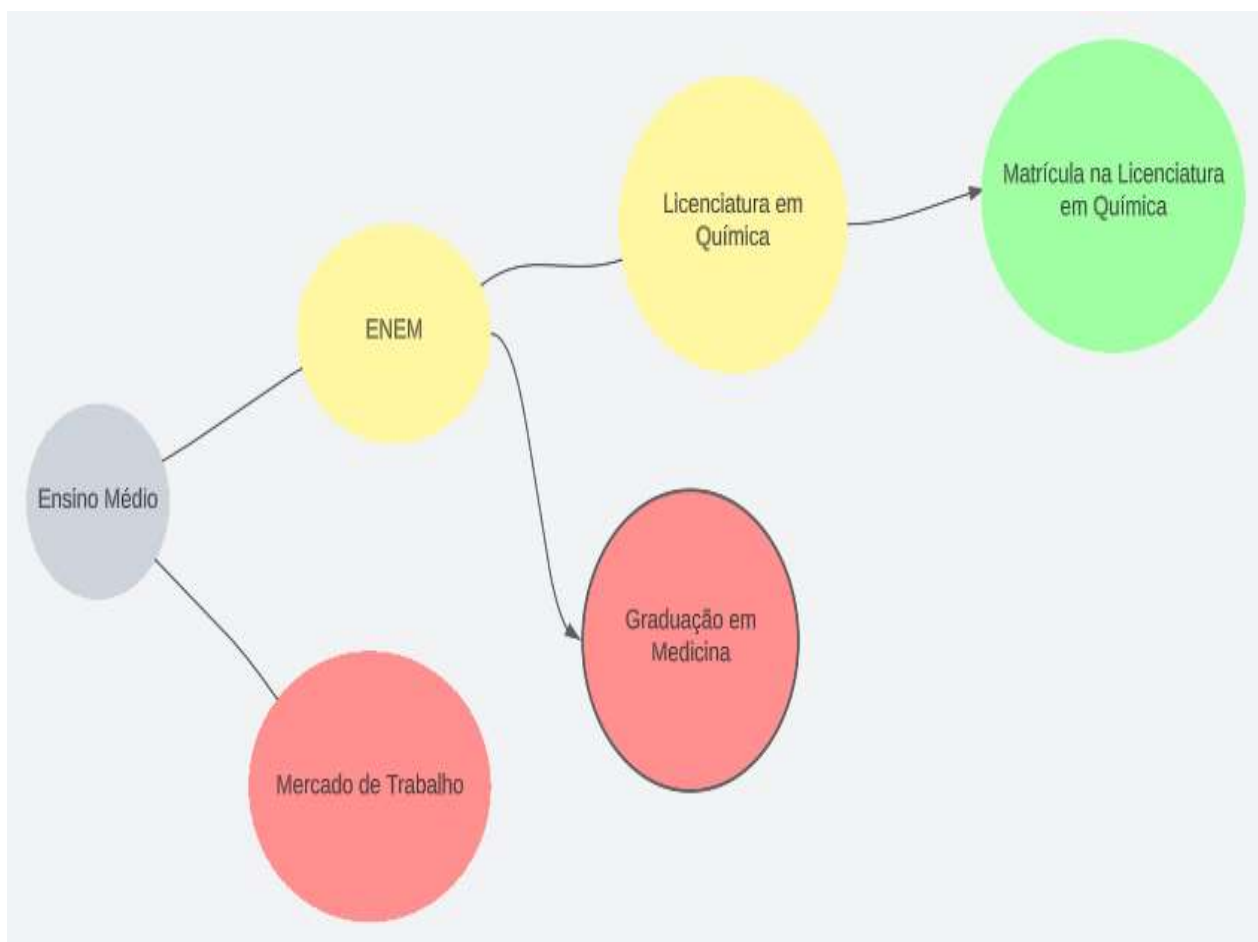 Ensino Médio
ENEM
Licenciatura em
Química
Matrícula na Licenciatura
em Química
Graduação em
Medicina
Mercado de Trabalho